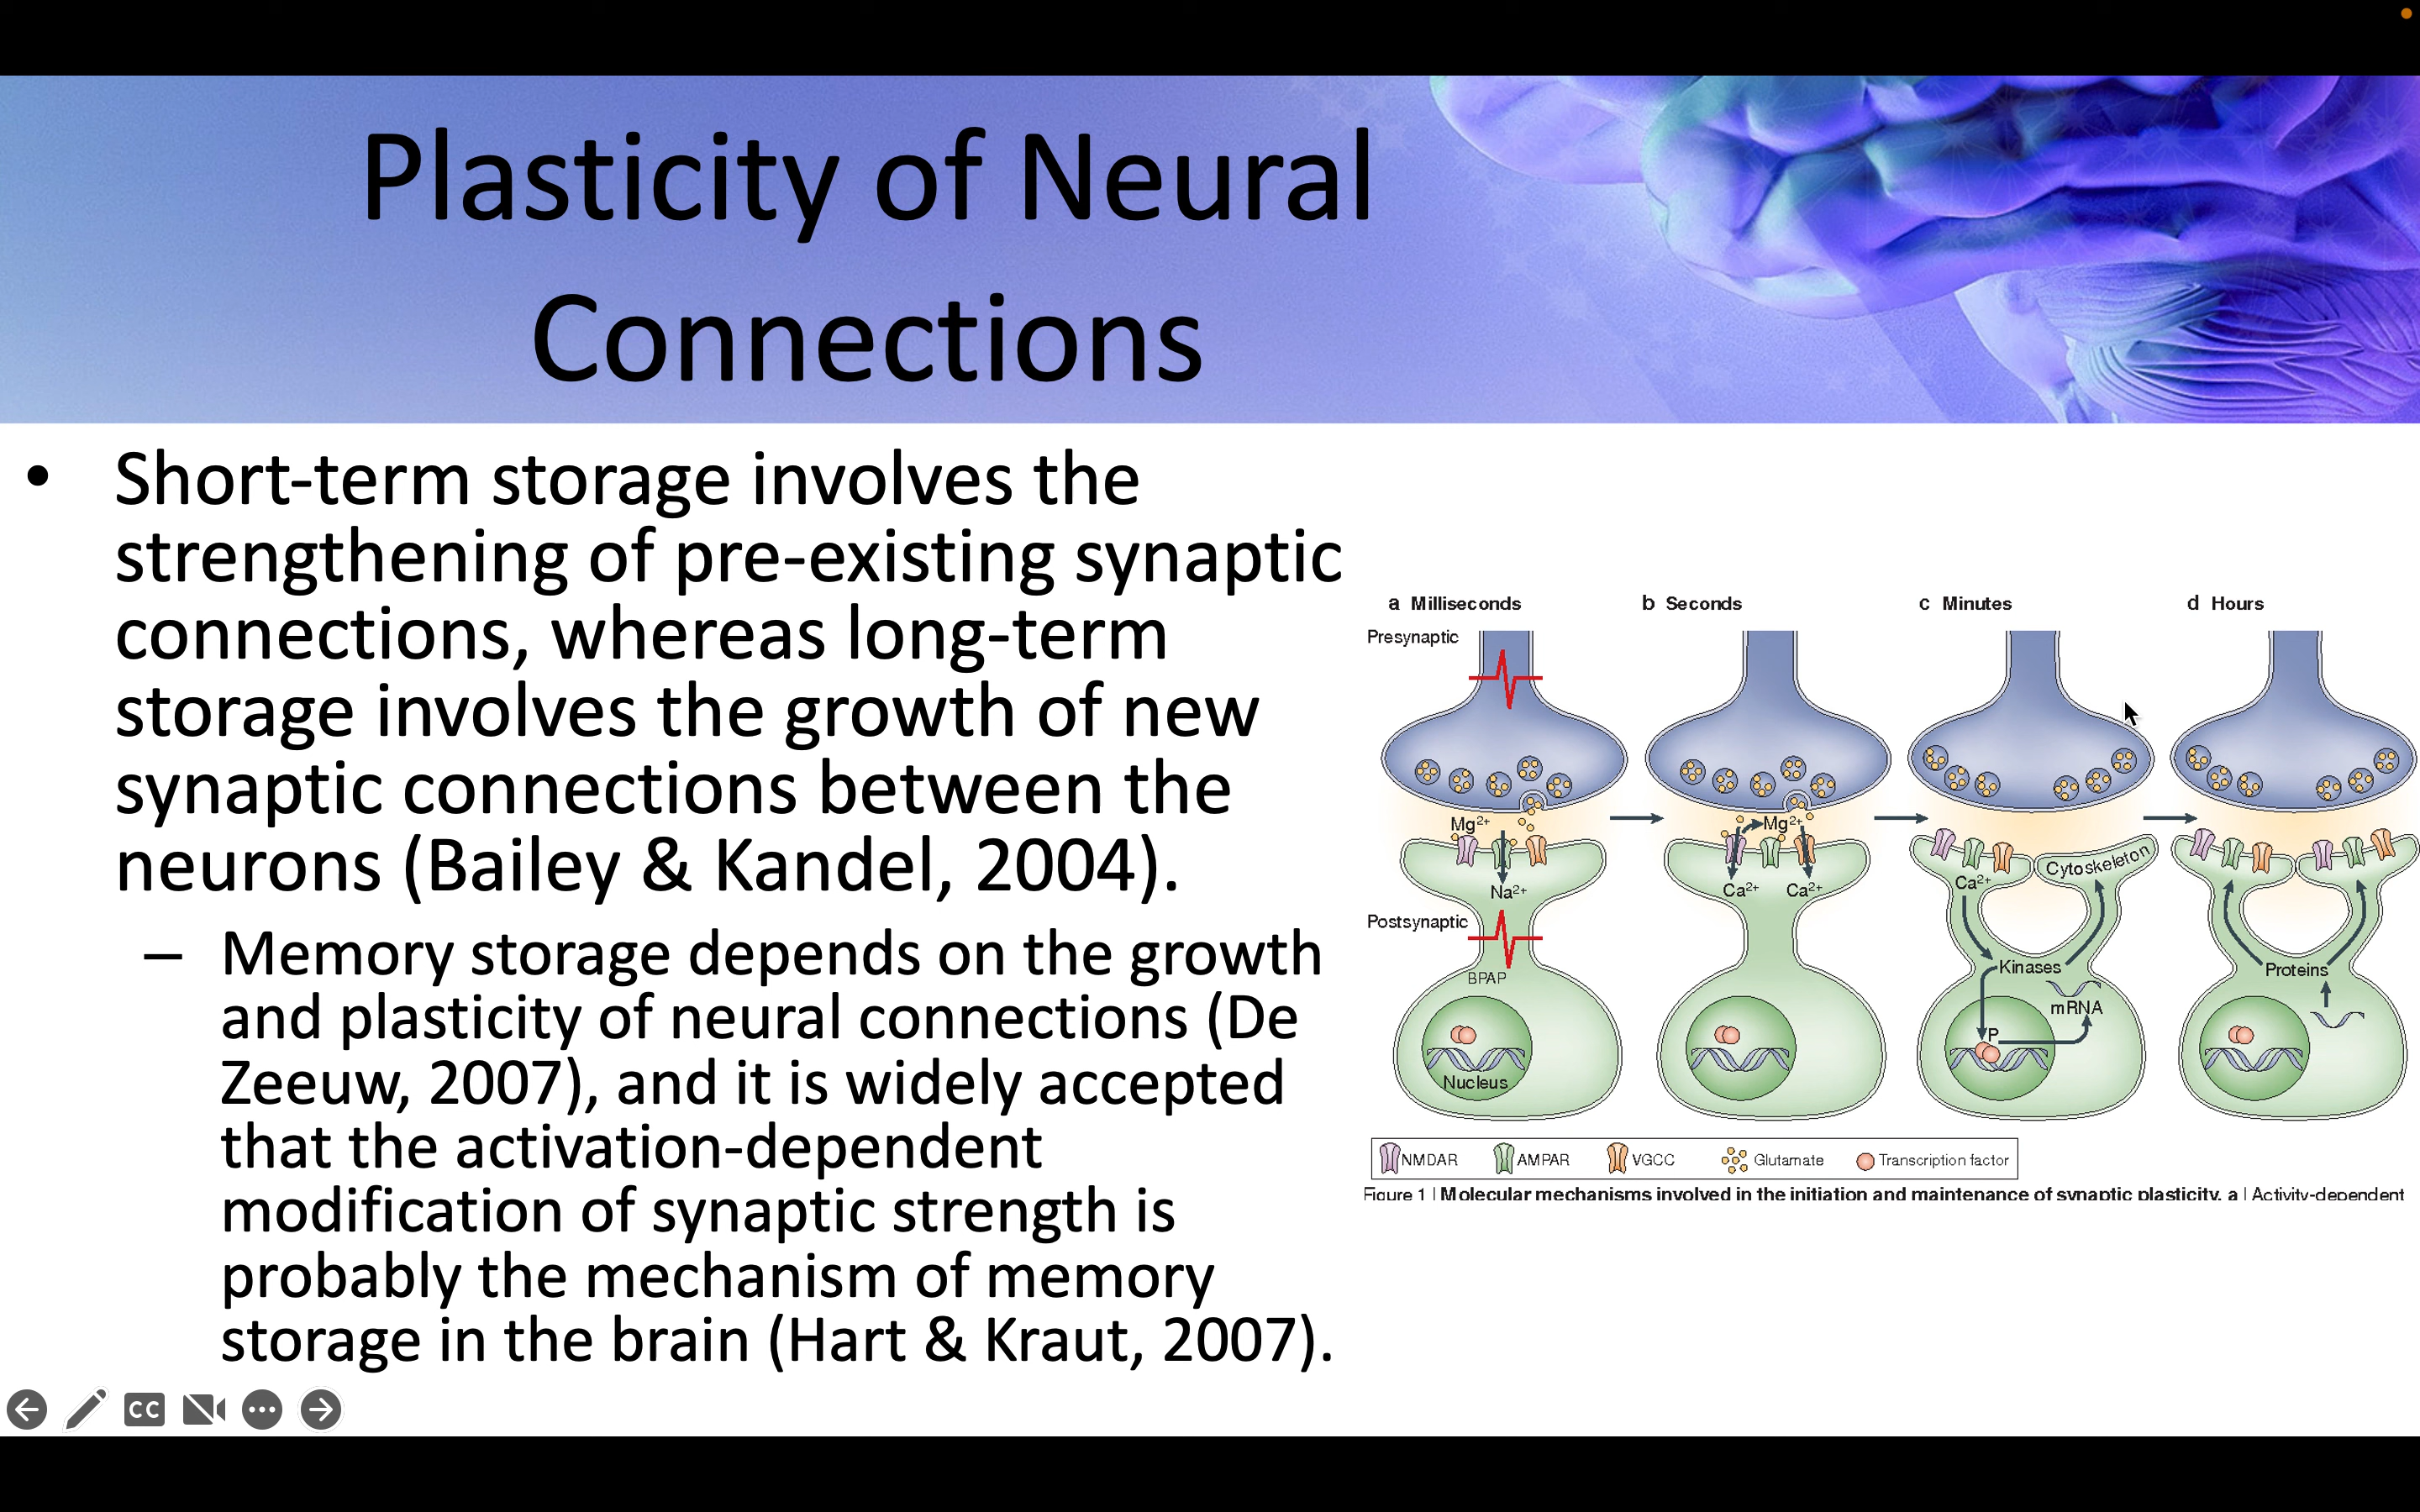 Plasticity of Neural
Connections
• Short-term storage involves the
strengthening of pre-existing synaptic
connections, whereas long-term
storage involves the growth of new
synaptic connections between the
neurons (Bailey & Kandel, 2004).
– Memory storage depends on the growth
and plasticity of neural connections (De
Zeeuw, 2007), and it is widely accepted
that the activation-dependent
modification of synaptic strength is
probably the mechanism of memory
storage in the brain (Hart & Kraut, 2007).
a Milliseconds
Presynaptic
Mg2+
Na2+
Postsynaptic
BPAP
Nucleus
b Seconds
Mg2+
Ca2+ Ca2+
c Minutes
Ca2+
Cytoskeleton
Kinases
mRNA
P
d Hours
Proteins
NMDAR AMPAR VGCC Glutamate Transcription factor
Figure 1 | Molecular mechanisms involved in the initiation and maintenance of synaptic plasticity. a | Activity-dependent
CC